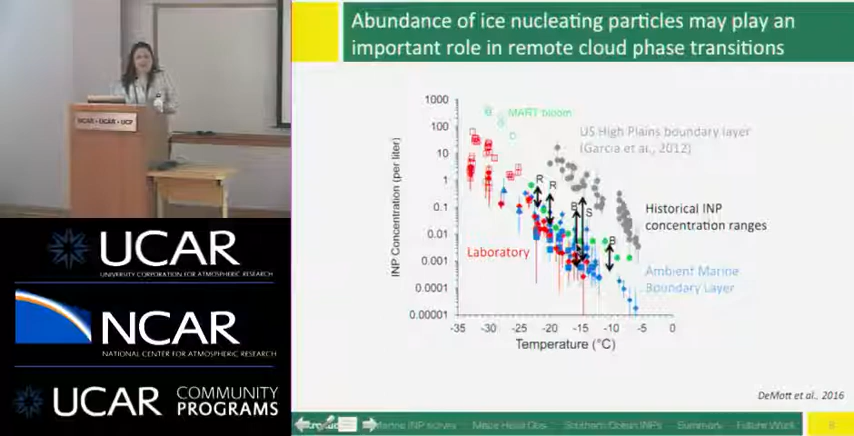 Abundance of ice nucleating particles may play an
important role in remote cloud phase transitions
NCAR • UCAR • UCP
UCAR
UNIVERSITY CORPORATION FOR ATMOSPHERIC RESEARCH
NCAR
NATIONAL CENTER FOR ATMOSPHERIC RESEARCH
UCAR COMMUNITY
PROGRAMS
1000
100
10
1
0.1
0.01
0.001
0.0001
0.00001
INP Concentration (per liter)
MART bloom
US High Plains boundary layer
(Garcia et al., 2012)
R
R
B
S
B
Historical INP
concentration ranges
Laboratory
Ambient Marine
Boundary Layer
-35 -30 -25 -20 -15 -10 -5 0
Temperature (°C)
DeMott et al., 2016
Southern Ocean INPs Summary Future Work 8